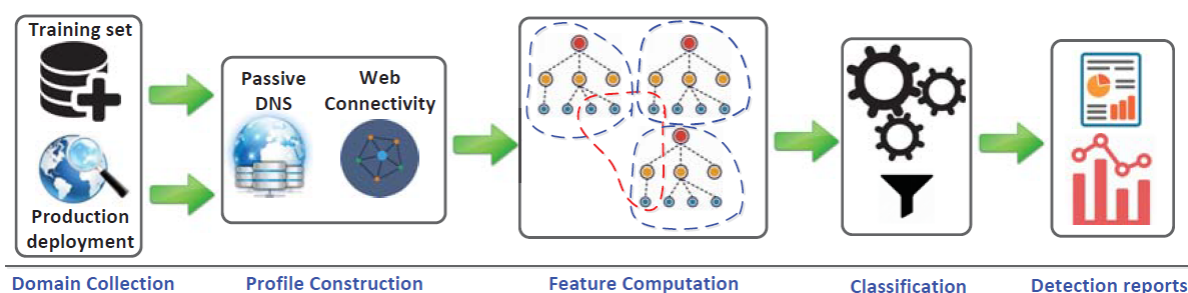 Training set
Production
deployment
Passive
DNS
Web
Connectivity
Domain Collection
Profile Construction
Feature Computation
Classification
Detection reports